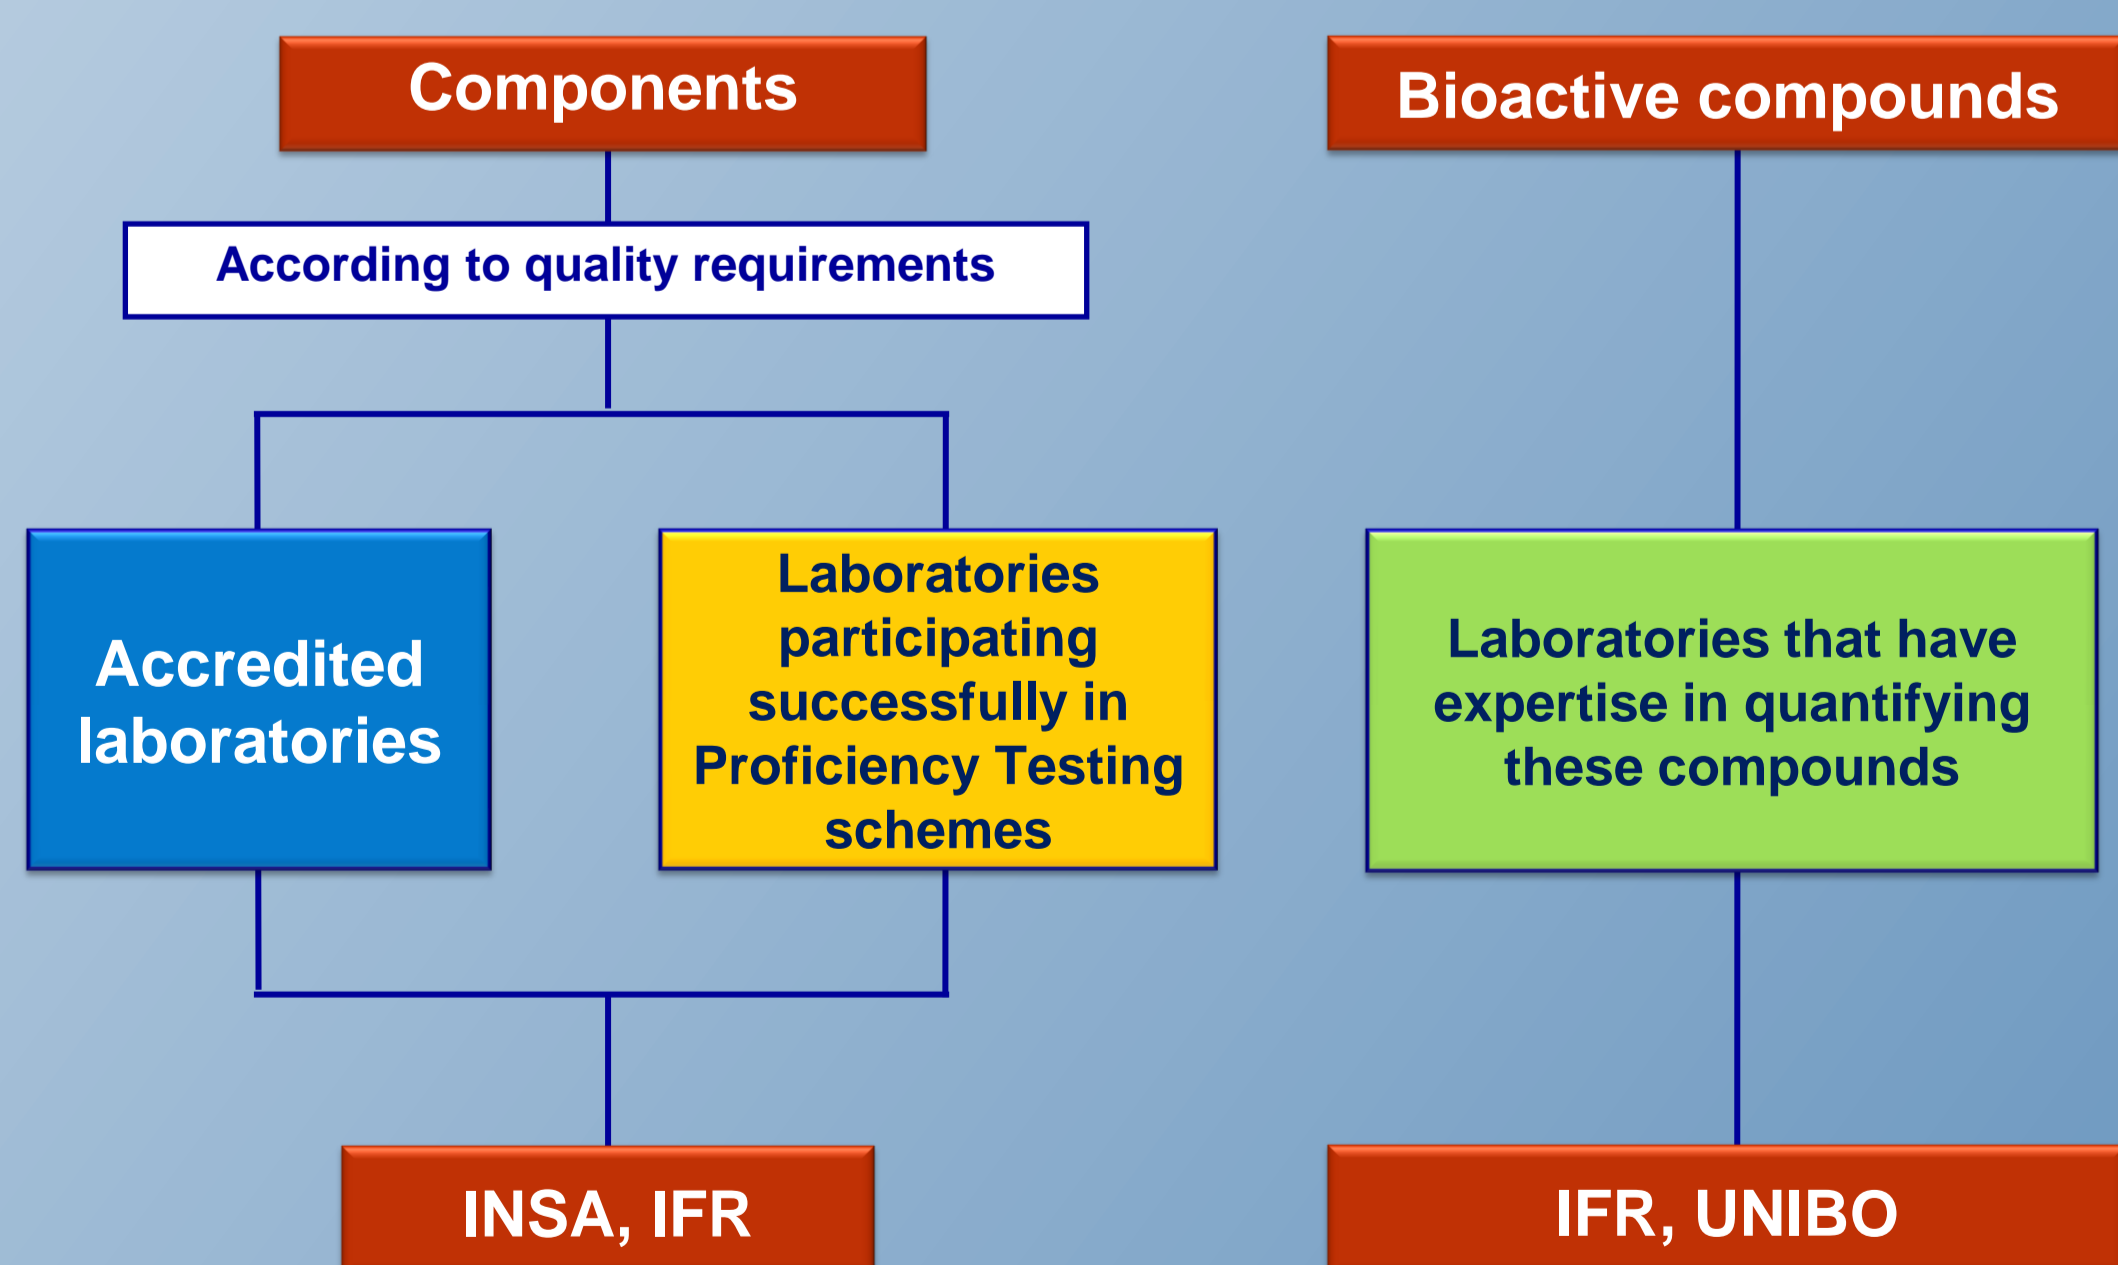 Components
Bioactive compounds
According to quality requirements
Accredited
laboratories
Laboratories
participating
successfully in
Proficiency Testing
schemes
Laboratories that have
expertise in quantifying
these compounds
INSA, IFR
IFR, UNIBO